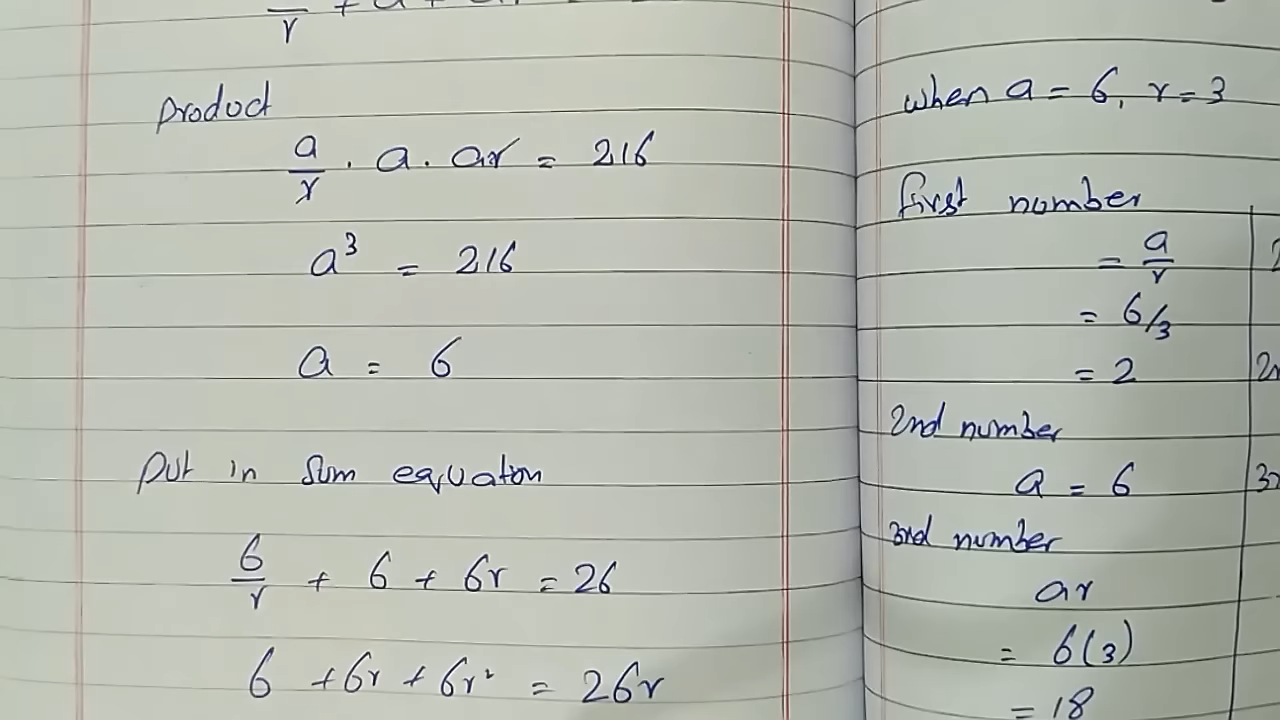 r
Product
a/r . a . ar = 216
a³ = 216
a = 6
Put in Sum equaton
6/r + 6 + 6r = 26
6 + 6r + 6r² = 26r
when a = 6, r = 3
first number
= a/r
= 6/3
= 2
2nd number
a = 6
3rd number
ar
= 6(3)
= 18